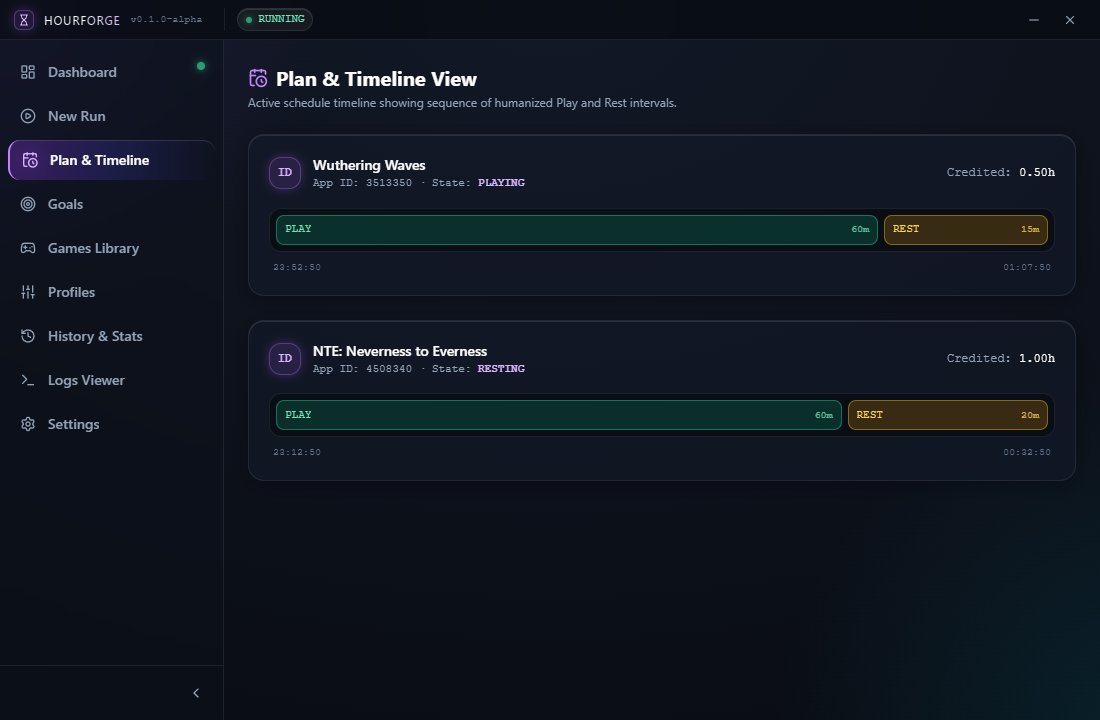 HOURFORGE v0.1.0-alpha RUNNING
Dashboard
New Run
Plan & Timeline
Goals
Games Library
Profiles
History & Stats
Logs Viewer
Settings
Plan & Timeline View
Active schedule timeline showing sequence of humanized Play and Rest intervals.
ID
Wuthering Waves
App ID: 3513350 · State: PLAYING
Credited: 0.50h
PLAY 60m REST 15m
23:52:50 01:07:50
ID
NTE: Neverness to Everness
App ID: 4508340 · State: RESTING
Credited: 1.00h
PLAY 60m REST 20m
23:12:50 00:32:50